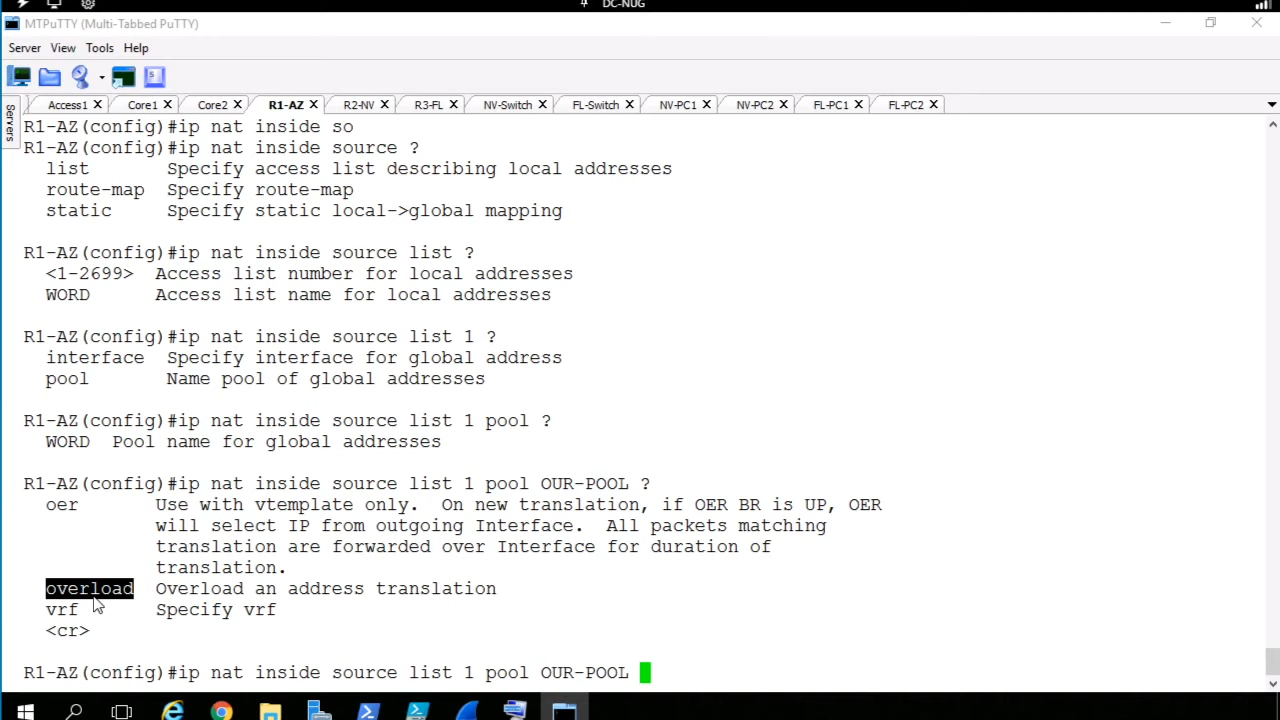 DC-NUG
MTPuTTY (Multi-Tabbed PuTTY)
Server View Tools Help
Servers
Access1 Core1 Core2 R1-AZ R2-NV R3-FL NV-Switch FL-Switch NV-PC1 NV-PC2 FL-PC1 FL-PC2
R1-AZ(config)#ip nat inside so
R1-AZ(config)#ip nat inside source ?
list Specify access list describing local addresses
route-map Specify route-map
static Specify static local->global mapping
R1-AZ(config)#ip nat inside source list ?
<1-2699> Access list number for local addresses
WORD Access list name for local addresses
R1-AZ(config)#ip nat inside source list 1 ?
interface Specify interface for global address
pool Name pool of global addresses
R1-AZ(config)#ip nat inside source list 1 pool ?
WORD Pool name for global addresses
R1-AZ(config)#ip nat inside source list 1 pool OUR-POOL ?
oer Use with vtemplate only. On new translation, if OER BR is UP, OER
will select IP from outgoing Interface. All packets matching
translation are forwarded over Interface for duration of
translation.
overload Overload an address translation
vrf Specify vrf
<cr>
R1-AZ(config)#ip nat inside source list 1 pool OUR-POOL